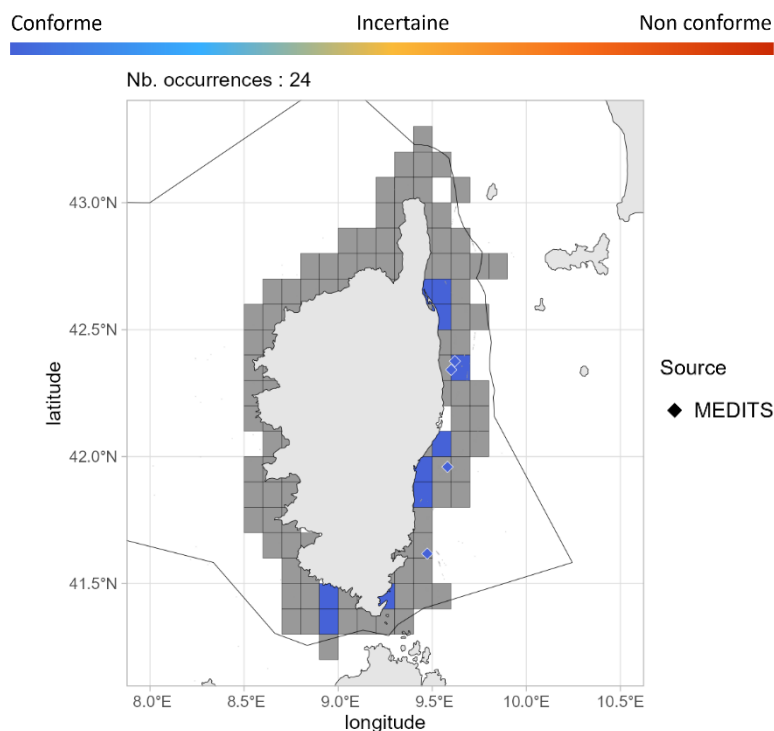 Conforme Incertaine Non conforme
Nb. occurrences : 24
43.0°N
42.5°N
42.0°N
41.5°N
latitude
8.0°E 8.5°E 9.0°E 9.5°E 10.0°E 10.5°E
longitude
Source
MEDITS